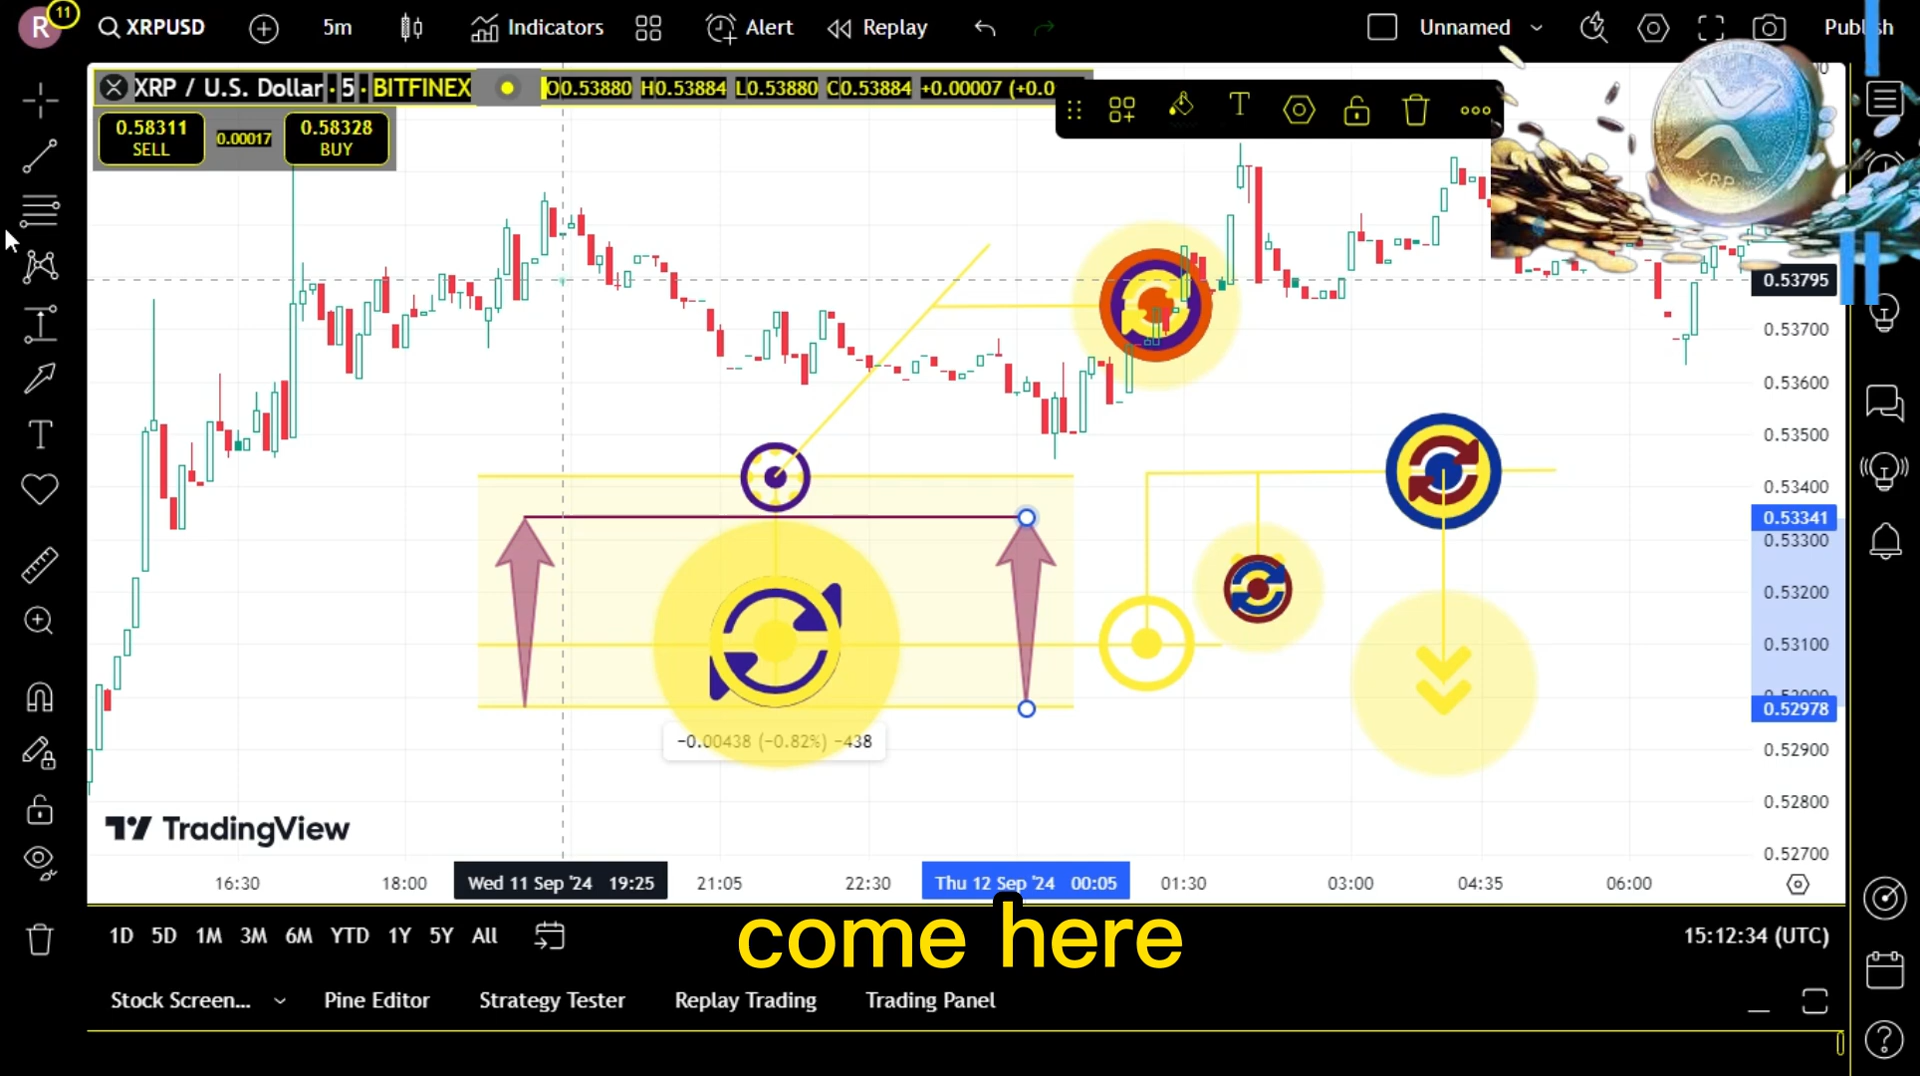 R 11 XRPUSD 5m Indicators Alert Replay Unnamed Publish
XRP / U.S. Dollar · 5 · BITFINEX O0.53880 H0.53884 L0.53880 C0.53884 +0.00007 (+0.0
0.58311
SELL
0.00017
0.58328
BUY
XRP
0.53795
0.53700
0.53600
0.53500
0.53400
0.53341
0.53300
0.53200
0.53100
0.52978
0.52900
0.52800
0.52700
−0.00438 (−0.82%) −438
TradingView
16:30 18:00 Wed 11 Sep '24 19:25 21:05 22:30 Thu 12 Sep '24 00:05 01:30 03:00 04:35 06:00
come here
1D 5D 1M 3M 6M YTD 1Y 5Y All 15:12:34 (UTC)
Stock Screen... Pine Editor Strategy Tester Replay Trading Trading Panel